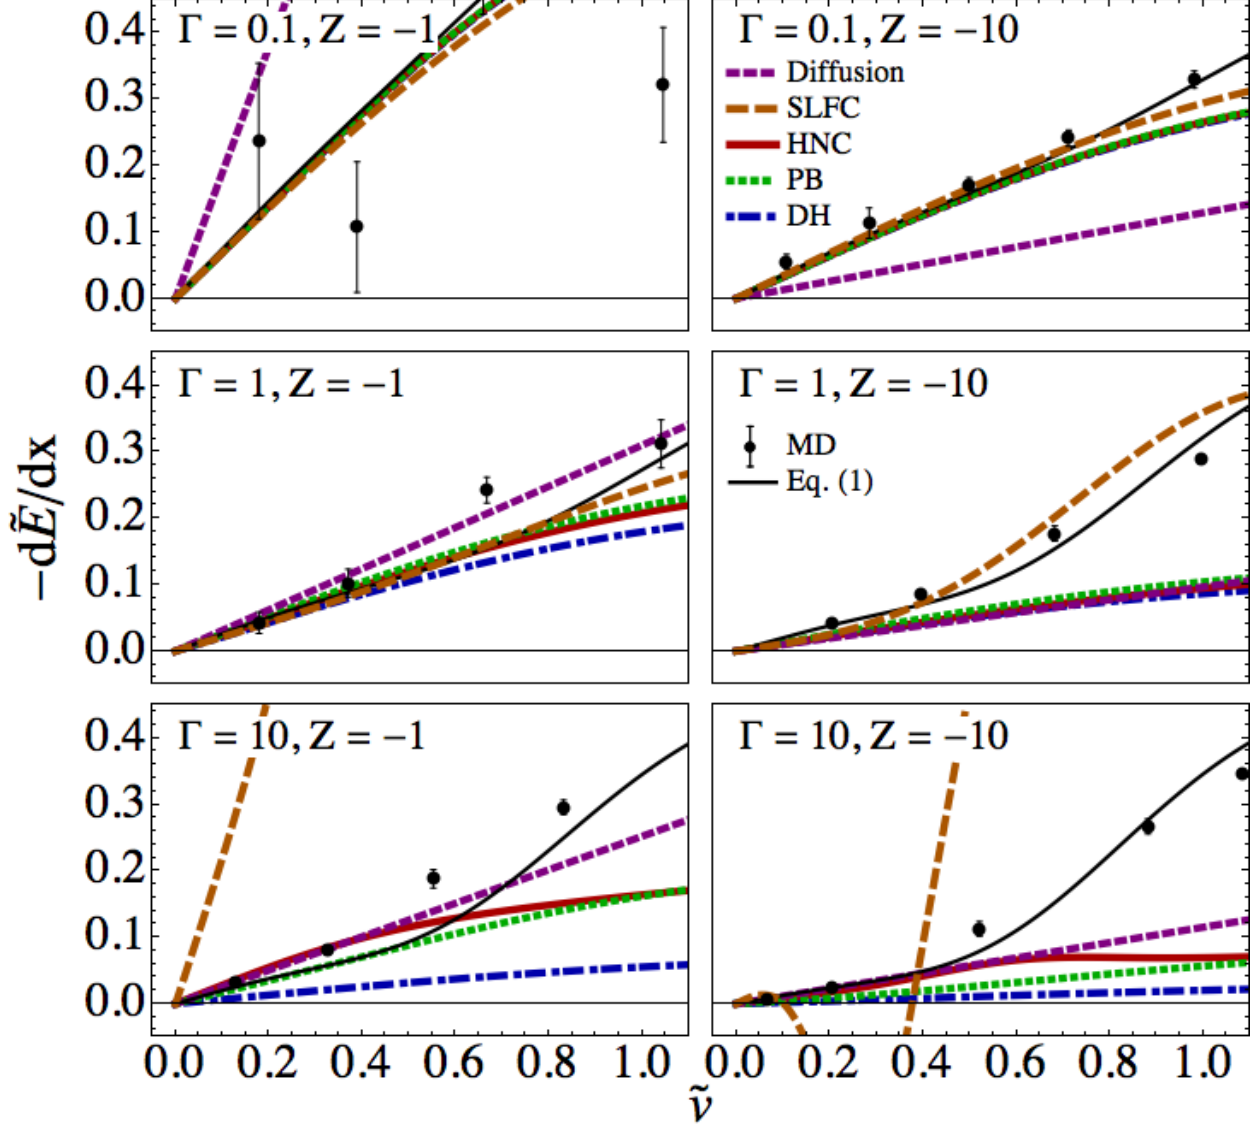 Γ = 0.1, Z = −1
0.4
0.3
0.2
0.1
0.0
Γ = 0.1, Z = −10
Diffusion
SLFC
HNC
PB
DH
Γ = 1, Z = −1
0.4
0.3
0.2
0.1
0.0
Γ = 1, Z = −10
MD
Eq. (1)
−dẼ/dx
Γ = 10, Z = −1
0.4
0.3
0.2
0.1
0.0
Γ = 10, Z = −10
0.0 0.2 0.4 0.6 0.8 1.0 0.0 0.2 0.4 0.6 0.8 1.0
ṽ